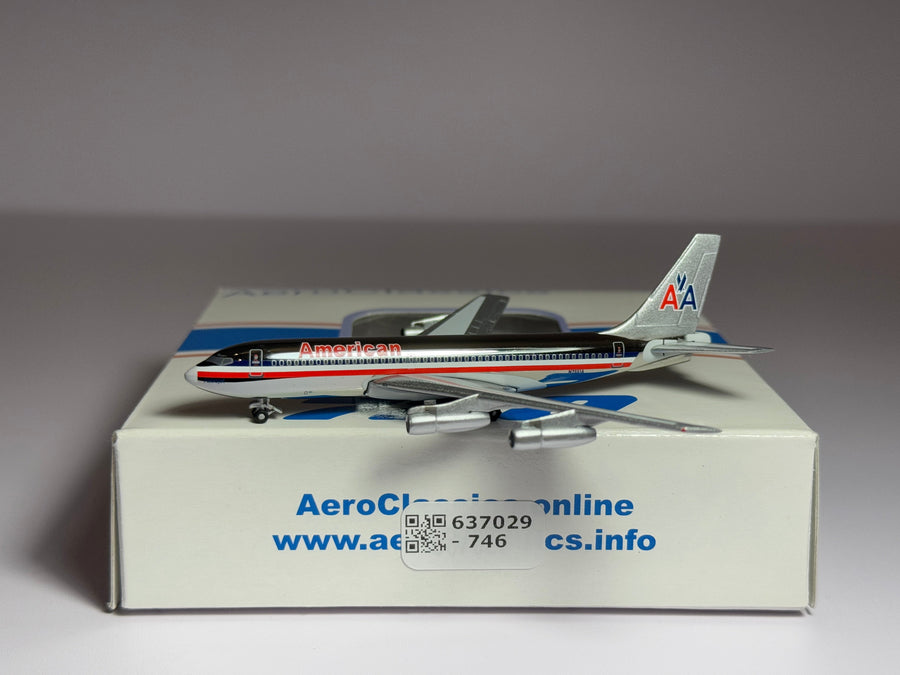 American
AA
AeroClassics online
637029
- 746
www.ae cs.info